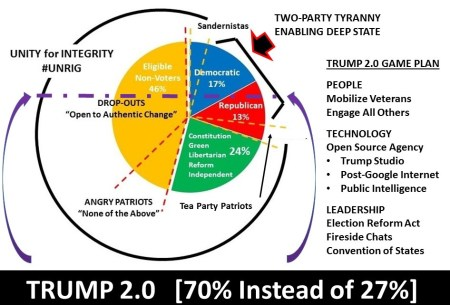 Sandernistas
TWO-PARTY TYRANNY
ENABLING DEEP STATE
UNITY for INTEGRITY
#UNRIG
Eligible
Non-Voters
46%
Democratic
17%
Republican
13%
DROP-OUTS
“Open to Authentic Change”
Constitution
Green
Libertarian
Reform
Independent
24%
ANGRY PATRIOTS
“None of the Above”
Tea Party Patriots
TRUMP 2.0 GAME PLAN
PEOPLE
Mobilize Veterans
Engage All Others
TECHNOLOGY
Open Source Agency
• Trump Studio
• Post-Google Internet
• Public Intelligence
LEADERSHIP
Election Reform Act
Fireside Chats
Convention of States
TRUMP 2.0 [70% Instead of 27%]